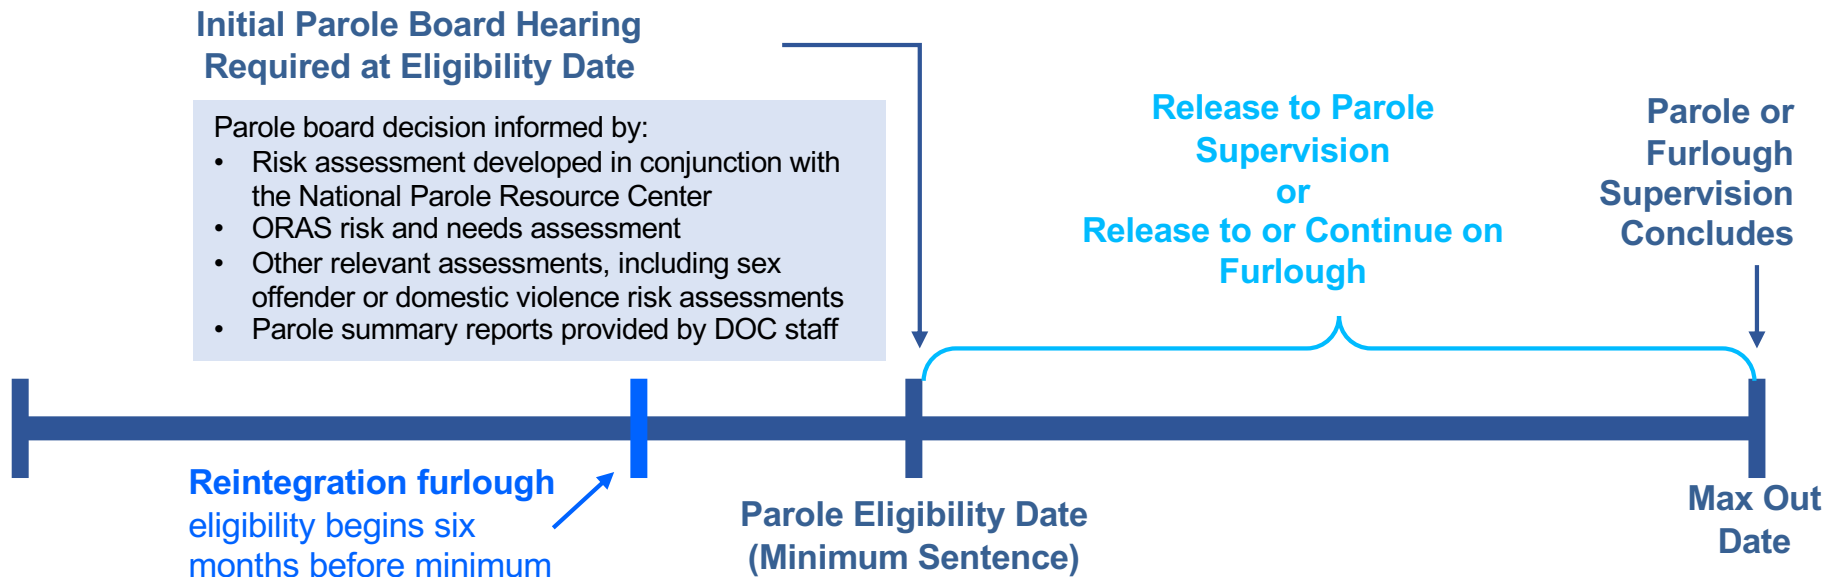 Initial Parole Board Hearing
Required at Eligibility Date
Parole board decision informed by:
• Risk assessment developed in conjunction with
the National Parole Resource Center
• ORAS risk and needs assessment
• Other relevant assessments, including sex
offender or domestic violence risk assessments
• Parole summary reports provided by DOC staff
Release to Parole
Supervision
or
Release to or Continue on
Furlough
Parole or
Furlough
Supervision
Concludes
Reintegration furlough
eligibility begins six
months before minimum
Parole Eligibility Date
(Minimum Sentence)
Max Out
Date